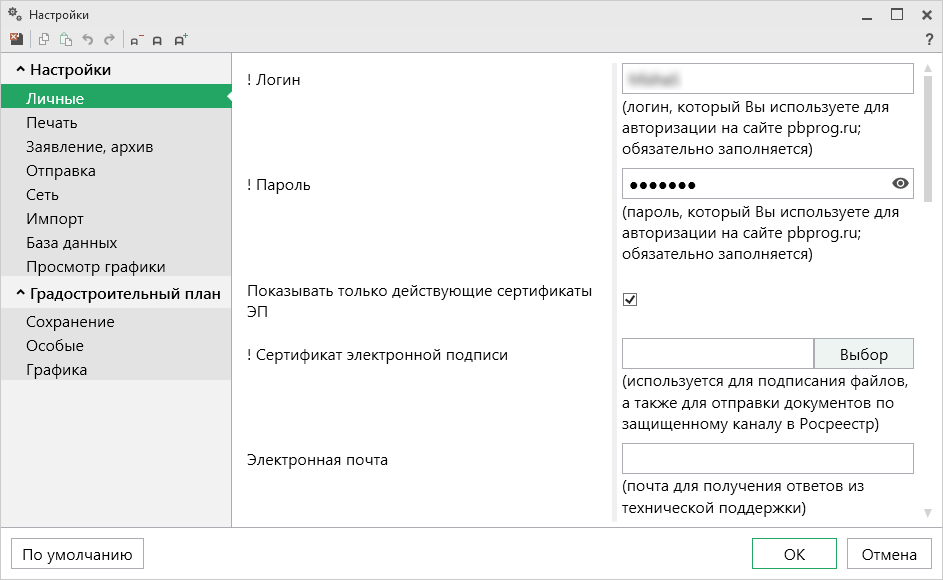 Настройки
?
Настройки
Личные
Печать
Заявление, архив
Отправка
Сеть
Импорт
База данных
Просмотр графики
Градостроительный план
Сохранение
Особые
Графика
! Логин
(логин, который Вы используете для
авторизации на сайте pbprog.ru;
обязательно заполняется)
! Пароль
(пароль, который Вы используете для
авторизации на сайте pbprog.ru;
обязательно заполняется)
Показывать только действующие сертификаты
ЭП
! Сертификат электронной подписи
Выбор
(используется для подписания файлов,
а также для отправки документов по
защищенному каналу в Росреестр)
Электронная почта
(почта для получения ответов из
технической поддержки)
По умолчанию
ОК
Отмена